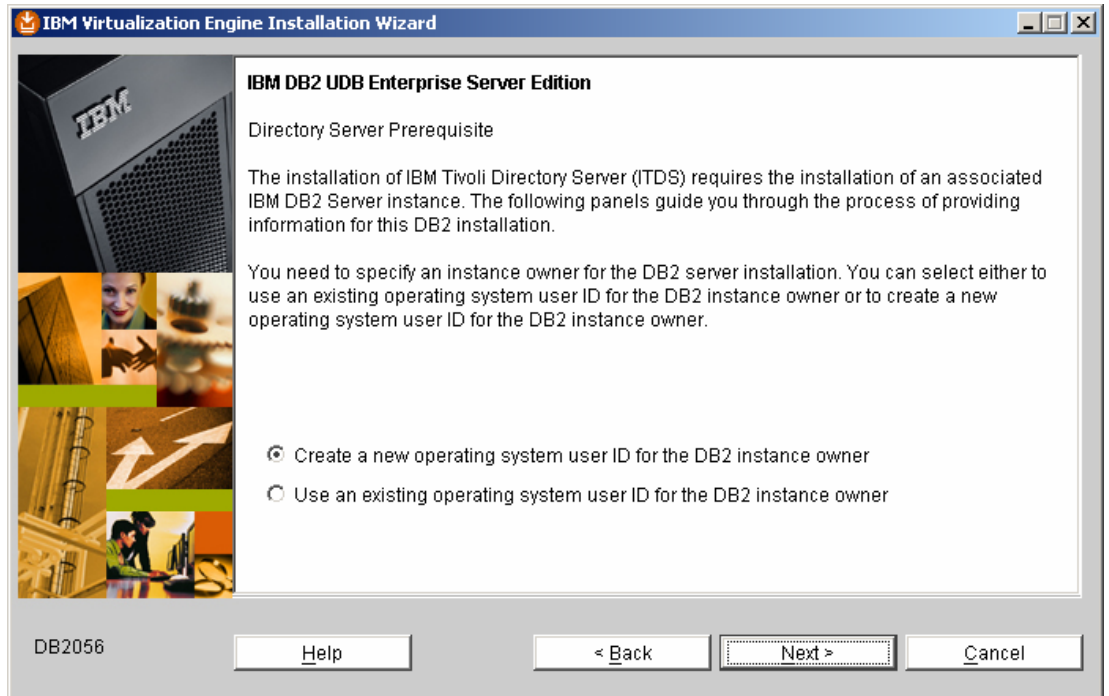 IBM Virtualization Engine Installation Wizard
IBM
IBM DB2 UDB Enterprise Server Edition
Directory Server Prerequisite
The installation of IBM Tivoli Directory Server (ITDS) requires the installation of an associated
IBM DB2 Server instance. The following panels guide you through the process of providing
information for this DB2 installation.
You need to specify an instance owner for the DB2 server installation. You can select either to
use an existing operating system user ID for the DB2 instance owner or to create a new
operating system user ID for the DB2 instance owner.
Create a new operating system user ID for the DB2 instance owner
Use an existing operating system user ID for the DB2 instance owner
DB2056
Help
< Back
Next >
Cancel